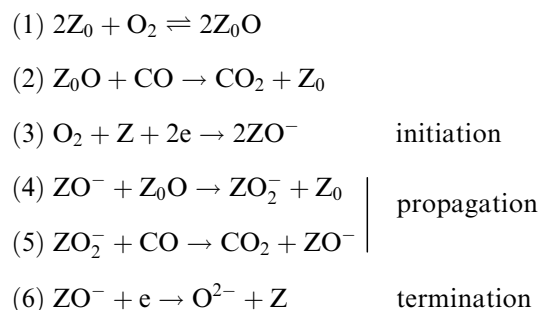 (1) 2Z₀ + O₂ ⇌ 2Z₀O
(2) Z₀O + CO → CO₂ + Z₀
(3) O₂ + Z + 2e → 2ZO⁻ initiation
(4) ZO⁻ + Z₀O → ZO₂⁻ + Z₀
propagation
(5) ZO₂⁻ + CO → CO₂ + ZO⁻
(6) ZO⁻ + e → O²⁻ + Z termination